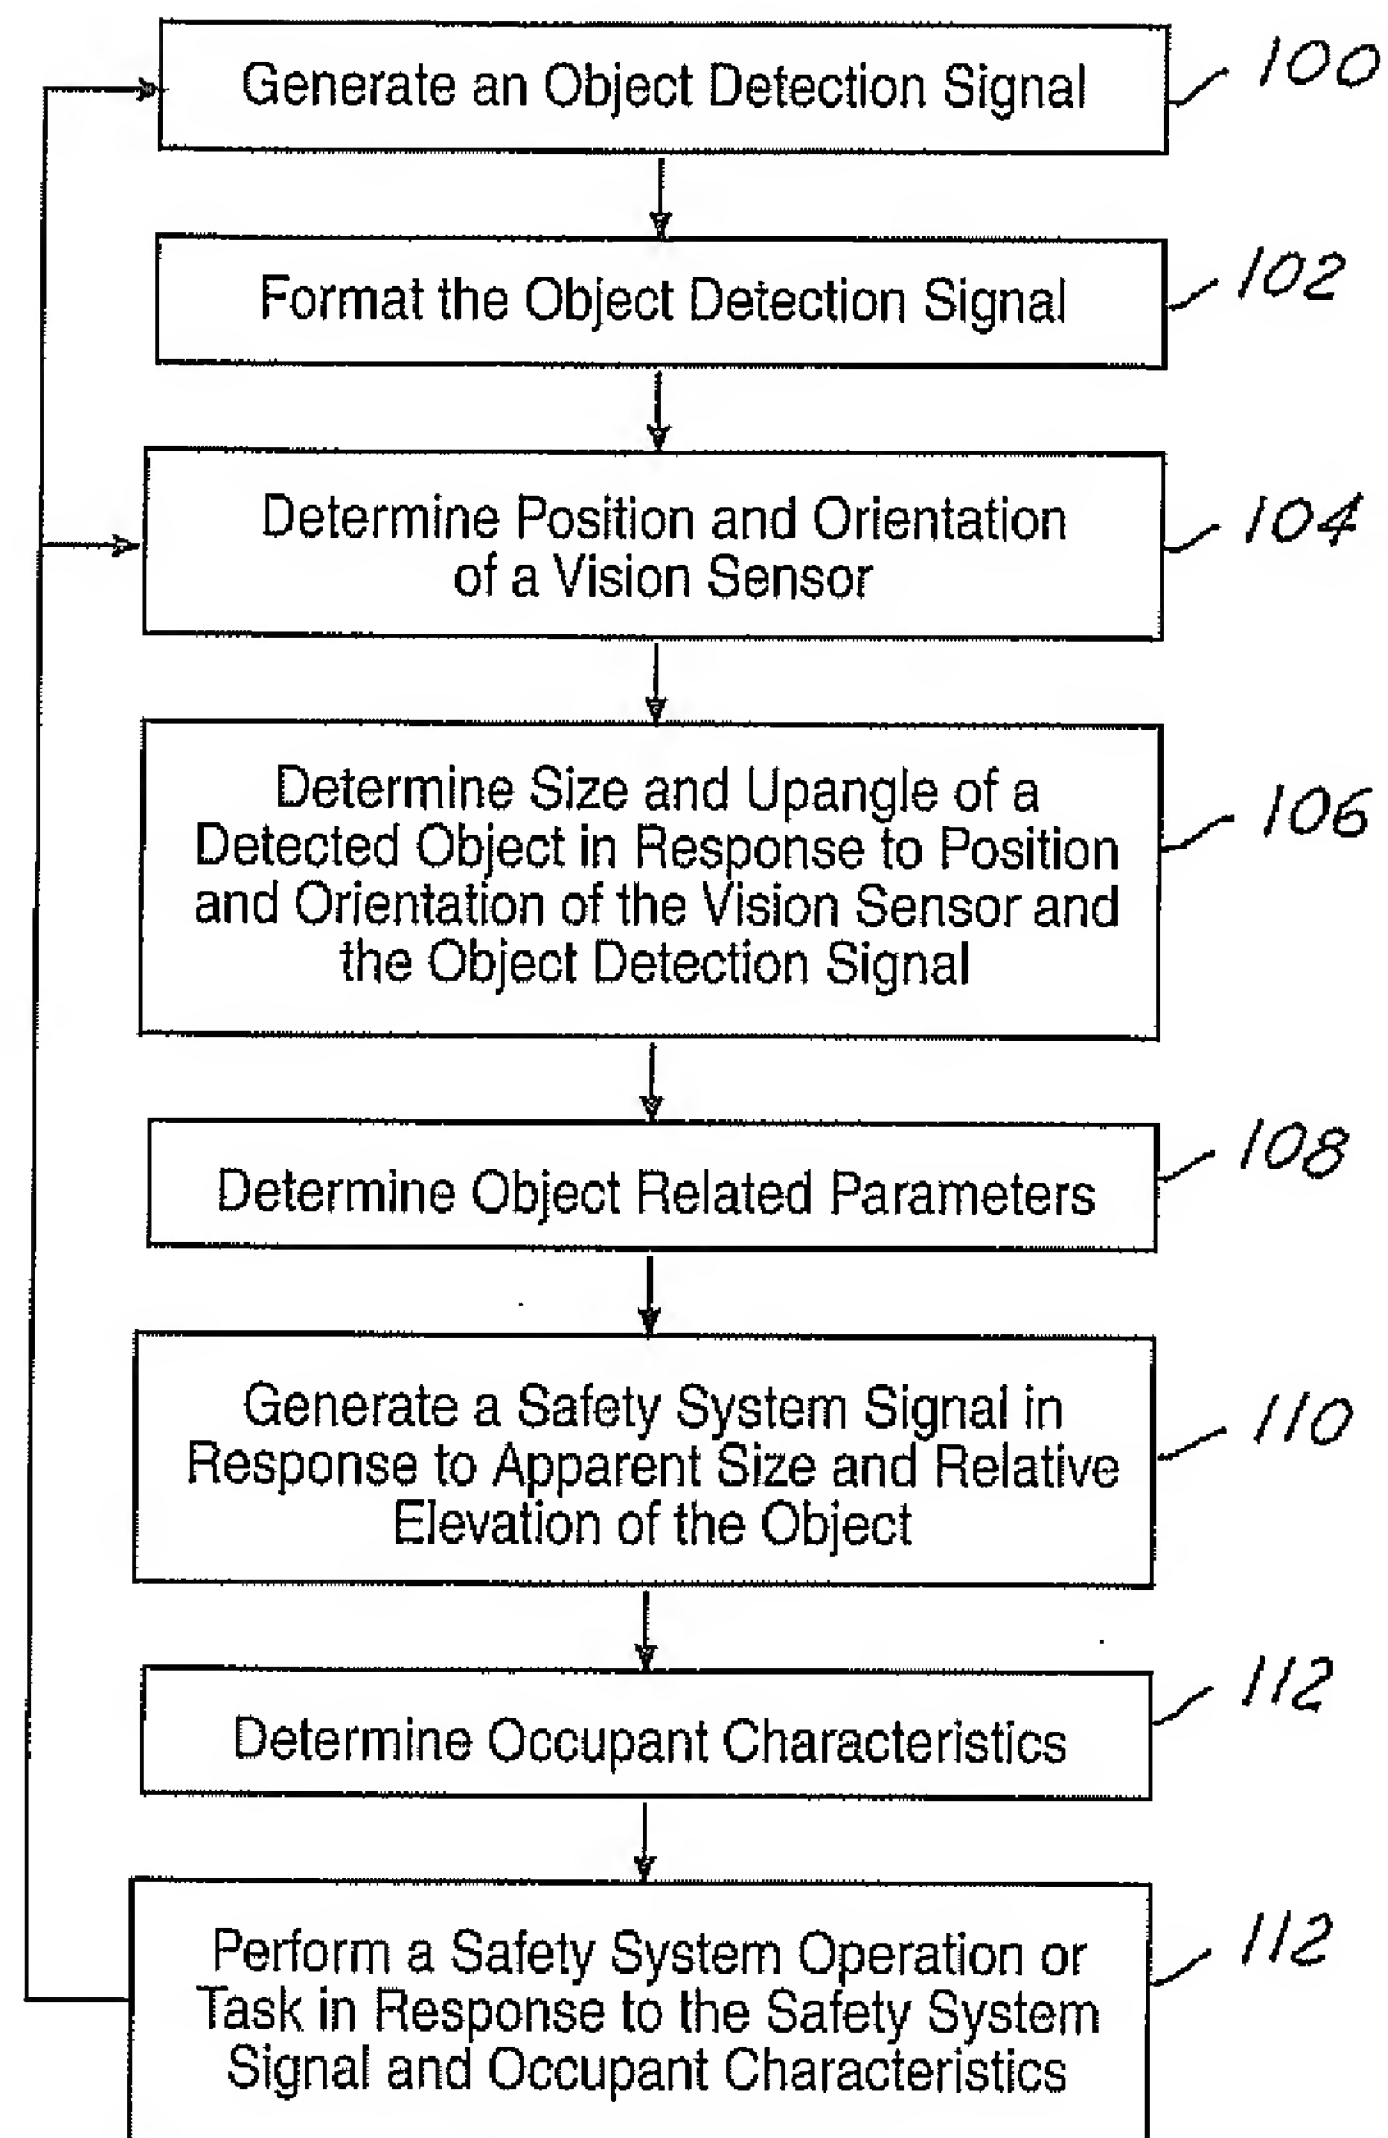 Generate an Object Detection Signal
100
Format the Object Detection Signal
102
Determine Position and Orientation
of a Vision Sensor
104
Determine Size and Upangle of a
Detected Object in Response to Position
and Orientation of the Vision Sensor and
the Object Detection Signal
106
Determine Object Related Parameters
108
Generate a Safety System Signal in
Response to Apparent Size and Relative
Elevation of the Object
110
Determine Occupant Characteristics
112
Perform a Safety System Operation or
Task in Response to the Safety System
Signal and Occupant Characteristics
112